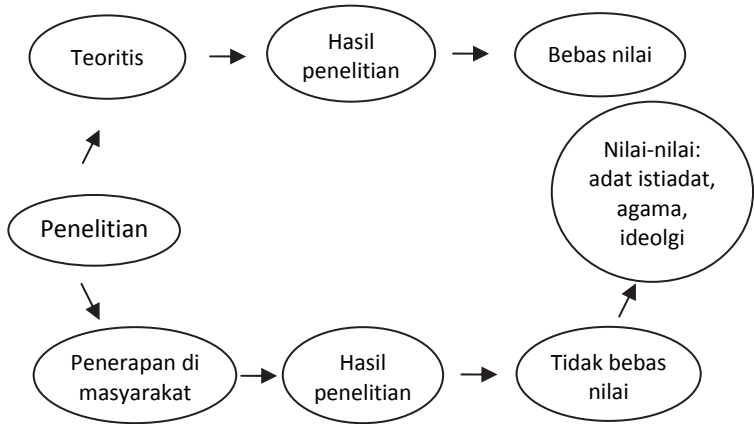 Teoritis
Hasil
penelitian
Bebas nilai
Nilai-nilai:
adat istiadat,
agama,
ideolgi
Penelitian
Penerapan di
masyarakat
Hasil
penelitian
Tidak bebas
nilai